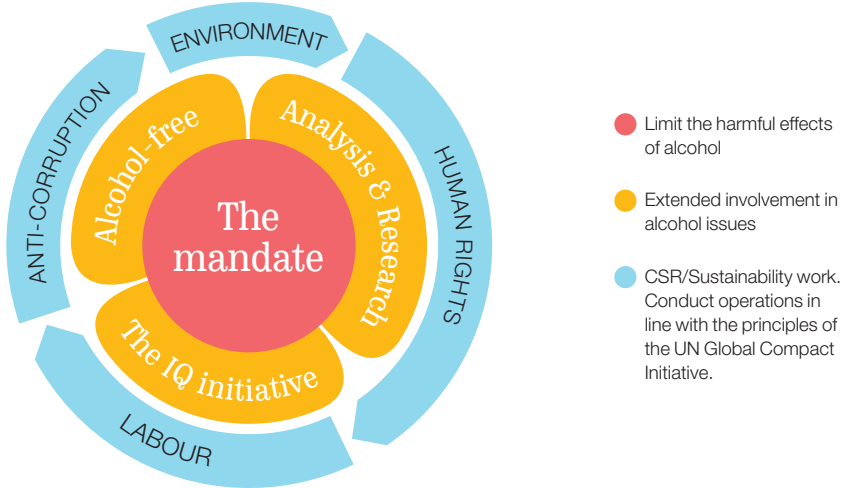 ENVIRONMENT
HUMAN RIGHTS
LABOUR
ANTI-CORRUPTION
Alcohol-free
Analysis & Research
The IQ initiative
The
mandate
Limit the harmful effects
of alcohol
Extended involvement in
alcohol issues
CSR/Sustainability work.
Conduct operations in
line with the principles of
the UN Global Compact
Initiative.